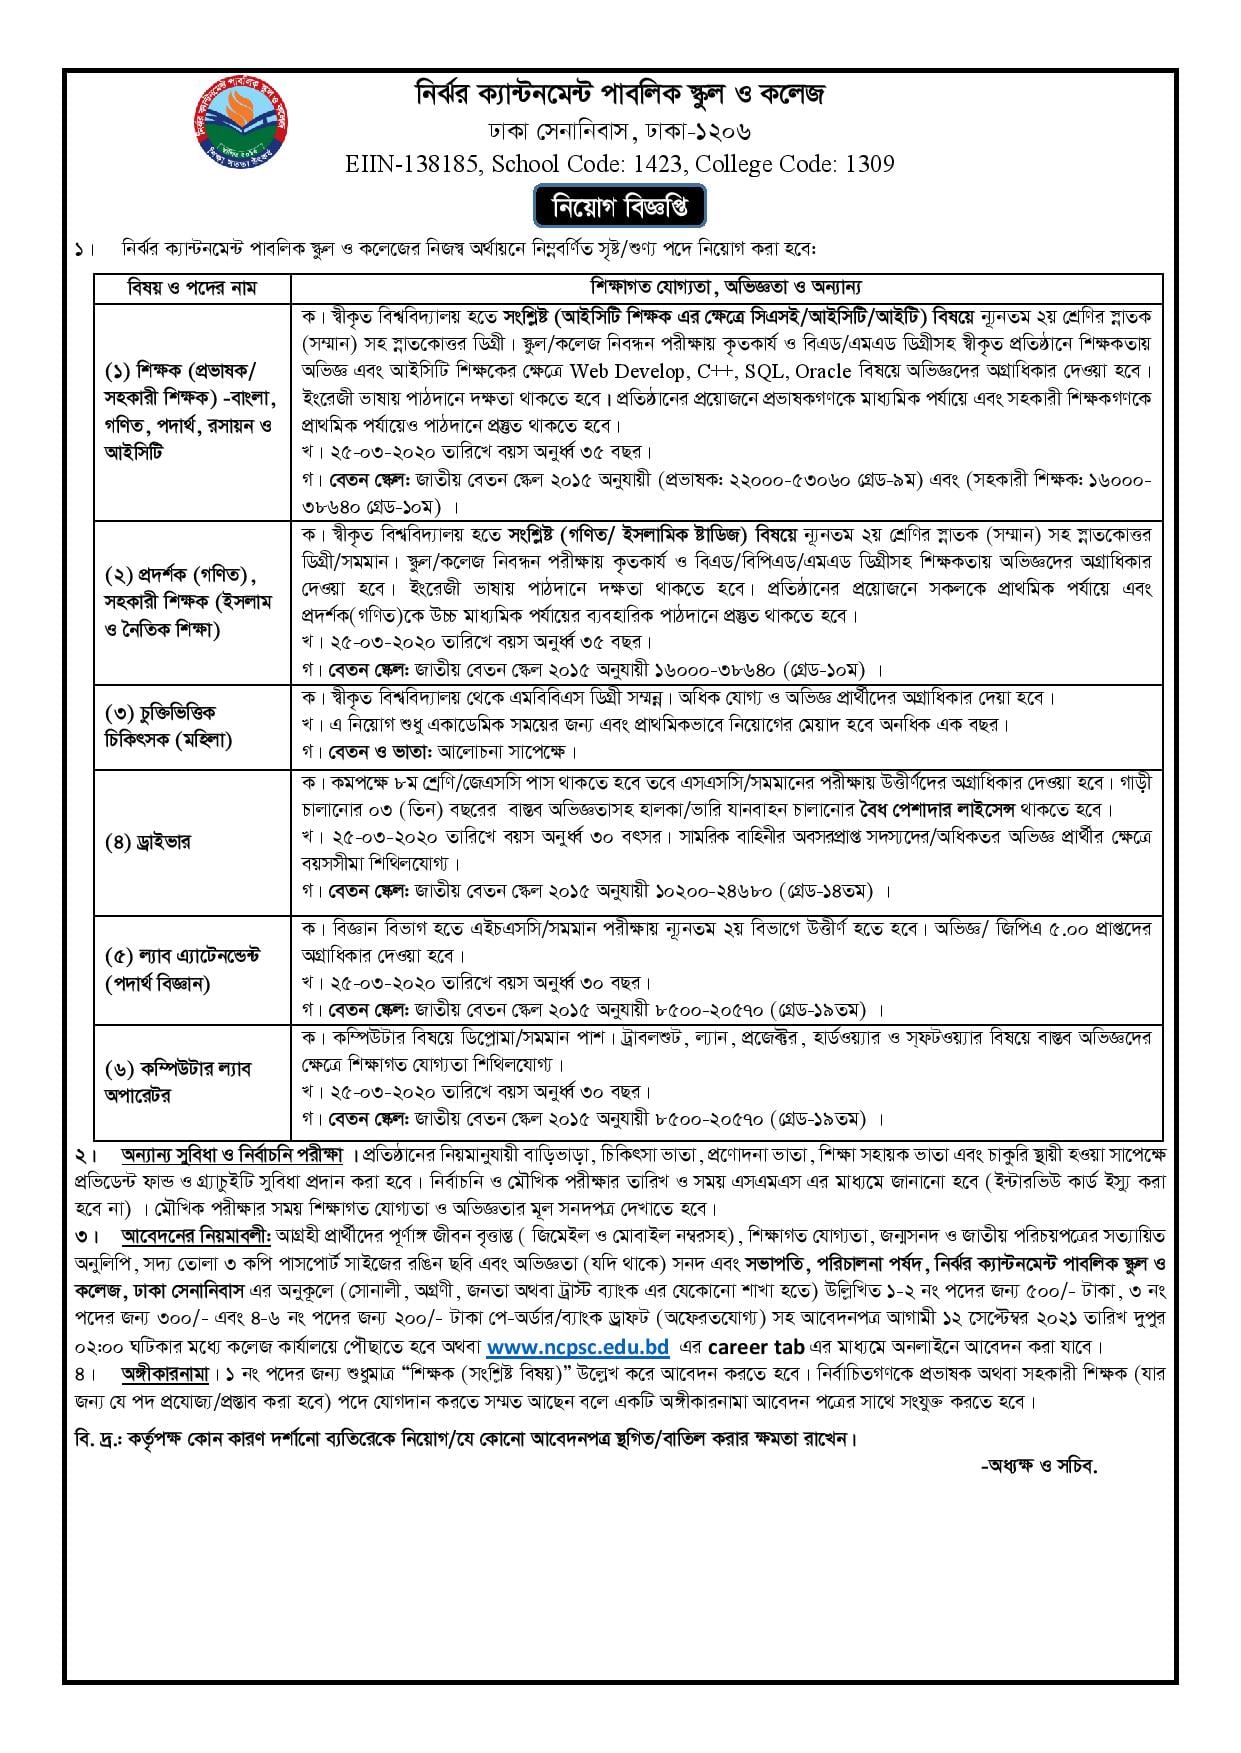 নির্ঝর ক্যান্টনমেন্ট পাবলিক স্কুল ও কলেজ
ঢাকা সেনানিবাস, ঢাকা-১২০৬
EIIN-138185, School Code: 1423, College Code: 1309
নিয়োগ বিজ্ঞপ্তি
১। নির্ঝর ক্যান্টনমেন্ট পাবলিক স্কুল ও কলেজের নিজস্ব অর্থায়নে নিম্নবর্ণিত সৃষ্ট/শুণ্য পদে নিয়োগ করা হবে:
বিষয় ও পদের নাম
শিক্ষাগত যোগ্যতা, অভিজ্ঞতা ও অন্যান্য
(১) শিক্ষক (প্রভাষক/
সহকারী শিক্ষক) -বাংলা,
গণিত, পদার্থ, রসায়ন ও
আইসিটি
ক। স্বীকৃত বিশ্ববিদ্যালয় হতে সংশ্লিষ্ট (আইসিটি শিক্ষক এর ক্ষেত্রে সিএসই/আইসিটি/আইটি) বিষয়ে ন্যূনতম ২য় শ্রেণির স্নাতক
(সম্মান) সহ স্নাতকোত্তর ডিগ্রী। স্কুল/কলেজ নিবন্ধন পরীক্ষায় কৃতকার্য ও বিএড/এমএড ডিগ্রীসহ স্বীকৃত প্রতিষ্ঠানে শিক্ষকতায়
অভিজ্ঞ এবং আইসিটি শিক্ষকের ক্ষেত্রে Web Develop, C++, SQL, Oracle বিষয়ে অভিজ্ঞদের অগ্রাধিকার দেওয়া হবে।
ইংরেজী ভাষায় পাঠদানে দক্ষতা থাকতে হবে। প্রতিষ্ঠানের প্রয়োজনে প্রভাষকগণকে মাধ্যমিক পর্যায়ে এবং সহকারী শিক্ষকগণকে
প্রাথমিক পর্যায়েও পাঠদানে প্রস্তুত থাকতে হবে।
খ। ২৫-০৩-২০২০ তারিখে বয়স অনুর্ধ্ব ৩৫ বছর।
গ। বেতন স্কেল: জাতীয় বেতন স্কেল ২০১৫ অনুযায়ী (প্রভাষক: ২২০০০-৫৩০৬০ গ্রেড-৯ম) এবং (সহকারী শিক্ষক: ১৬০০০-
৩৮৬৪০ গ্রেড-১০ম) ।
(২) প্রদর্শক (গণিত),
সহকারী শিক্ষক (ইসলাম
ও নৈতিক শিক্ষা)
ক। স্বীকৃত বিশ্ববিদ্যালয় হতে সংশ্লিষ্ট (গণিত/ ইসলামিক ষ্টাডিজ) বিষয়ে ন্যূনতম ২য় শ্রেণির স্নাতক (সম্মান) সহ স্নাতকোত্তর
ডিগ্রী/সমমান। স্কুল/কলেজ নিবন্ধন পরীক্ষায় কৃতকার্য ও বিএড/বিপিএড/এমএড ডিগ্রীসহ শিক্ষকতায় অভিজ্ঞদের অগ্রাধিকার
দেওয়া হবে। ইংরেজী ভাষায় পাঠদানে দক্ষতা থাকতে হবে। প্রতিষ্ঠানের প্রয়োজনে সকলকে প্রাথমিক পর্যায়ে এবং
প্রদর্শক(গণিত)কে উচ্চ মাধ্যমিক পর্যায়ের ব্যবহারিক পাঠদানে প্রস্তুত থাকতে হবে।
খ। ২৫-০৩-২০২০ তারিখে বয়স অনুর্ধ্ব ৩৫ বছর।
গ। বেতন স্কেল: জাতীয় বেতন স্কেল ২০১৫ অনুযায়ী ১৬০০০-৩৮৬৪০ (গ্রেড-১০ম) ।
(৩) চুক্তিভিত্তিক
চিকিৎসক (মহিলা)
ক। স্বীকৃত বিশ্ববিদ্যালয় থেকে এমবিবিএস ডিগ্রী সম্মন্ন। অধিক যোগ্য ও অভিজ্ঞ প্রার্থীদের অগ্রাধিকার দেয়া হবে।
খ। এ নিয়োগ শুধু একাডেমিক সময়ের জন্য এবং প্রাথমিকভাবে নিয়োগের মেয়াদ হবে অনধিক এক বছর।
গ। বেতন ও ভাতা: আলোচনা সাপেক্ষে।
(৪) ড্রাইভার
ক। কমপক্ষে ৮ম শ্রেণি/জেএসসি পাস থাকতে হবে তবে এসএসসি/সমমানের পরীক্ষায় উত্তীর্ণদের অগ্রাধিকার দেওয়া হবে। গাড়ী
চালানোর ০৩ (তিন) বছরের বাস্তব অভিজ্ঞতাসহ হালকা/ভারি যানবাহন চালানোর বৈধ পেশাদার লাইসেন্স থাকতে হবে।
খ। ২৫-০৩-২০২০ তারিখে বয়স অনুর্ধ্ব ৩০ বৎসর। সামরিক বাহিনীর অবসরপ্রাপ্ত সদস্যদের/অধিকতর অভিজ্ঞ প্রার্থীর ক্ষেত্রে
বয়সসীমা শিথিলযোগ্য।
গ। বেতন স্কেল: জাতীয় বেতন স্কেল ২০১৫ অনুযায়ী ১০২০০-২৪৬৮০ (গ্রেড-১৪তম) ।
(৫) ল্যাব এ্যাটেনডেন্ট
(পদার্থ বিজ্ঞান)
ক। বিজ্ঞান বিভাগ হতে এইচএসসি/সমমান পরীক্ষায় ন্যূনতম ২য় বিভাগে উত্তীর্ণ হতে হবে। অভিজ্ঞ/ জিপিএ ৫.০০ প্রাপ্তদের
অগ্রাধিকার দেওয়া হবে।
খ। ২৫-০৩-২০২০ তারিখে বয়স অনুর্ধ্ব ৩০ বছর।
গ। বেতন স্কেল: জাতীয় বেতন স্কেল ২০১৫ অনুযায়ী ৮৫০০-২০৫৭০ (গ্রেড-১৯তম) ।
(৬) কম্পিউটার ল্যাব
অপারেটর
ক। কম্পিউটার বিষয়ে ডিপ্লোমা/সমমান পাশ। ট্রাবলশুট, ল্যান, প্রজেক্টর, হার্ডওয়্যার ও সফ্টওয়্যার বিষয়ে বাস্তব অভিজ্ঞদের
ক্ষেত্রে শিক্ষাগত যোগ্যতা শিথিলযোগ্য।
খ। ২৫-০৩-২০২০ তারিখে বয়স অনুর্ধ্ব ৩০ বছর।
গ। বেতন স্কেল: জাতীয় বেতন স্কেল ২০১৫ অনুযায়ী ৮৫০০-২০৫৭০ (গ্রেড-১৯তম) ।
২। অন্যান্য সুবিধা ও নির্বাচনি পরীক্ষা । প্রতিষ্ঠানের নিয়মানুযায়ী বাড়িভাড়া, চিকিৎসা ভাতা, প্রণোদনা ভাতা, শিক্ষা সহায়ক ভাতা এবং চাকুরি স্থায়ী হওয়া সাপেক্ষে
প্রভিডেন্ট ফান্ড ও গ্র্যাচুইটি সুবিধা প্রদান করা হবে। নির্বাচনি ও মৌখিক পরীক্ষার তারিখ ও সময় এসএমএস এর মাধ্যমে জানানো হবে (ইন্টারভিউ কার্ড ইস্যু করা
হবে না) । মৌখিক পরীক্ষার সময় শিক্ষাগত যোগ্যতা ও অভিজ্ঞতার মূল সনদপত্র দেখাতে হবে।
৩। আবেদনের নিয়মাবলী: আগ্রহী প্রার্থীদের পূর্ণাঙ্গ জীবন বৃত্তান্ত ( জিমেইল ও মোবাইল নম্বরসহ), শিক্ষাগত যোগ্যতা, জন্মসনদ ও জাতীয় পরিচয়পত্রের সত্যায়িত
অনুলিপি, সদ্য তোলা ৩ কপি পাসপোর্ট সাইজের রঙিন ছবি এবং অভিজ্ঞতা (যদি থাকে) সনদ এবং সভাপতি, পরিচালনা পর্ষদ, নির্ঝর ক্যান্টনমেন্ট পাবলিক স্কুল ও
কলেজ, ঢাকা সেনানিবাস এর অনুকূলে (সোনালী, অগ্রণী, জনতা অথবা ট্রাস্ট ব্যাংক এর যেকোনো শাখা হতে) উল্লিখিত ১-২ নং পদের জন্য ৫০০/- টাকা, ৩ নং
পদের জন্য ৩০০/- এবং ৪-৬ নং পদের জন্য ২০০/- টাকা পে-অর্ডার/ব্যাংক ড্রাফট (অফেরতযোগ্য) সহ আবেদনপত্র আগামী ১২ সেপ্টেম্বর ২০২১ তারিখ দুপুর
০২:০০ ঘটিকার মধ্যে কলেজ কার্যালয়ে পৌঁছাতে হবে অথবা www.ncpsc.edu.bd এর career tab এর মাধ্যমে অনলাইনে আবেদন করা যাবে।
৪। অঙ্গীকারনামা। ১ নং পদের জন্য শুধুমাত্র “শিক্ষক (সংশ্লিষ্ট বিষয়)” উল্লেখ করে আবেদন করতে হবে। নির্বাচিতগণকে প্রভাষক অথবা সহকারী শিক্ষক (যার
জন্য যে পদ প্রযোজ্য/প্রস্তাব করা হবে) পদে যোগদান করতে সম্মত আছেন বলে একটি অঙ্গীকারনামা আবেদন পত্রের সাথে সংযুক্ত করতে হবে।
বি. দ্র.: কর্তৃপক্ষ কোন কারণ দর্শানো ব্যতিরেকে নিয়োগ/যে কোনো আবেদনপত্র স্থগিত/বাতিল করার ক্ষমতা রাখেন।
-অধ্যক্ষ ও সচিব.